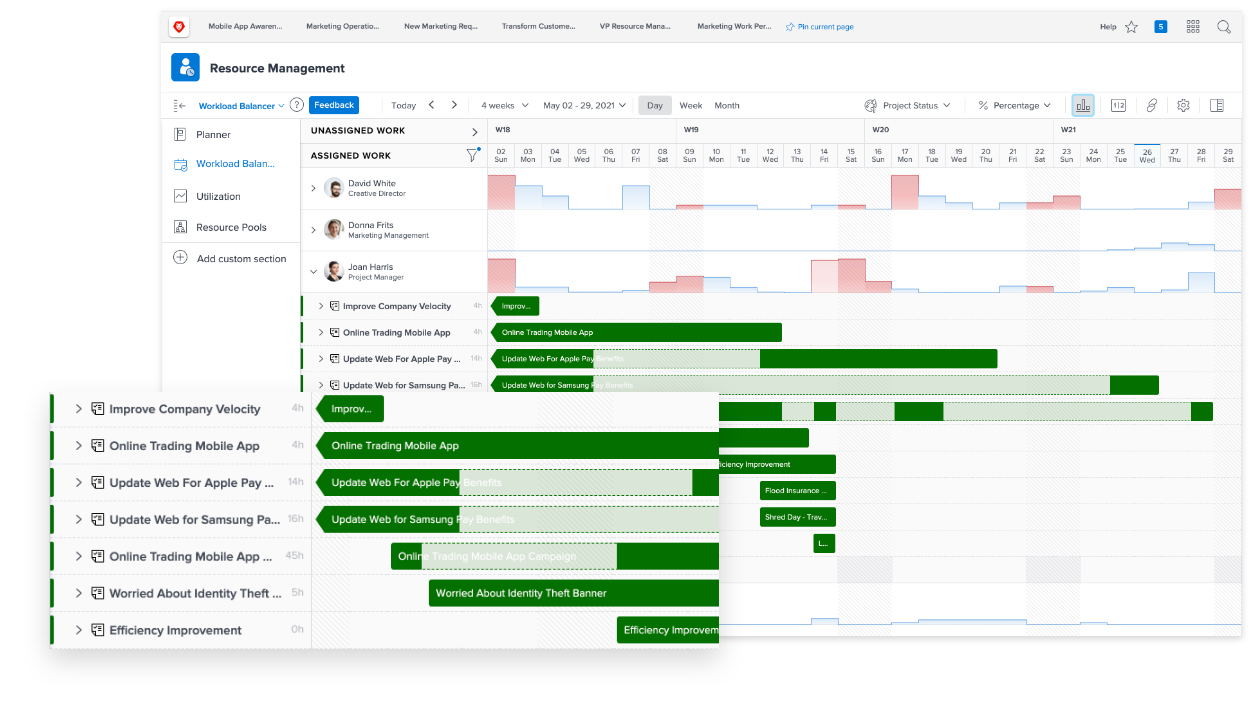 Mobile App Awaren... Marketing Operatio... New Marketing Req... Transform Custome... VP Resource Mana... Marketing Work Per... Pin current page Help 5
Resource Management
Workload Balancer ? Feedback Today 4 weeks May 02 - 29, 2021 Day Week Month Project Status % Percentage 1|2
Planner
Workload Balan...
Utilization
Resource Pools
Add custom section
UNASSIGNED WORK W18 W19 W20 W21
ASSIGNED WORK
02 03 04 05 06 07 08 09 10 11 12 13 14 15 16 17 18 19 20 21 22 23 24 25 26 27 28 29
Sun Mon Tue Wed Thu Fri Sat Sun Mon Tue Wed Thu Fri Sat Sun Mon Tue Wed Thu Fri Sat Sun Mon Tue Wed Thu Fri Sat
David White
Creative Director
Donna Frits
Marketing Management
Joan Harris
Project Manager
Improve Company Velocity 4h Improv...
Online Trading Mobile App 4h Online Trading Mobile App
Update Web For Apple Pay ... 14h Update Web For Apple Pay Benefits
Update Web for Samsung Pa... 16h Update Web for Samsung Pay Benefits
Improve Company Velocity 4h Improv...
Online Trading Mobile App 4h Online Trading Mobile App
Update Web For Apple Pay ... 14h Update Web For Apple Pay Benefits
Update Web for Samsung Pa... 16h Update Web for Samsung Pay Benefits
Online Trading Mobile App ... 45h Online Trading Mobile App Campaign
Worried About Identity Theft ... 5h Worried About Identity Theft Banner
Efficiency Improvement 0h Efficiency Improvem
iciency Improvement
Flood Insurance ...
Shred Day - Trav...
L...